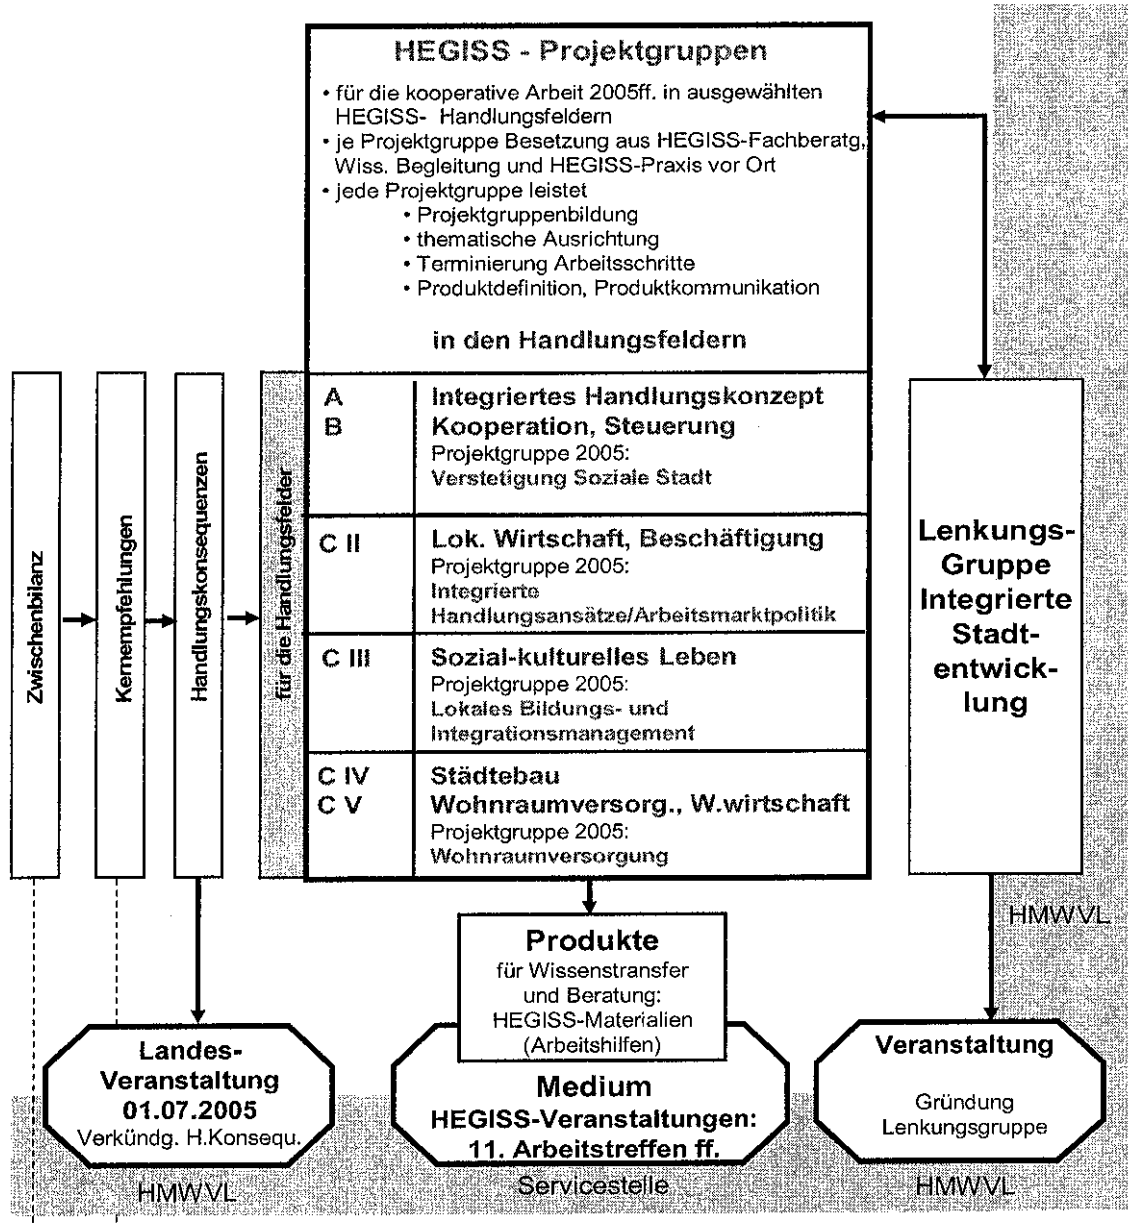 HEGISS - Projektgruppen
• für die kooperative Arbeit 2005ff. in ausgewählten
HEGISS- Handlungsfeldern
• je Projektgruppe Besetzung aus HEGISS-Fachberatg,
Wiss. Begleitung und HEGISS-Praxis vor Ort
• jede Projektgruppe leistet
• Projektgruppenbildung
• thematische Ausrichtung
• Terminierung Arbeitsschritte
• Produktdefinition, Produktkommunikation
in den Handlungsfeldern
Zwischenbilanz
Kernempfehlungen
Handlungskonsequenzen
für die Handlungsfelder
A Integriertes Handlungskonzept
B Kooperation, Steuerung
Projektgruppe 2005:
Verstetigung Soziale Stadt
C II Lok. Wirtschaft, Beschäftigung
Projektgruppe 2005:
Integrierte
Handlungsansätze/Arbeitsmarktpolitik
C III Sozial-kulturelles Leben
Projektgruppe 2005:
Lokales Bildungs- und
Integrationsmanagement
C IV Städtebau
C V Wohnraumversorg., W.wirtschaft
Projektgruppe 2005:
Wohnraumversorgung
Lenkungs-
Gruppe
Integrierte
Stadt-
entwick-
lung
HMWVL
Produkte
für Wissenstransfer
und Beratung:
HEGISS-Materialien
(Arbeitshilfen)
Landes-
Veranstaltung
01.07.2005
Verkündg. H.Konsequ.
HMWVL
Medium
HEGISS-Veranstaltungen:
11. Arbeitstreffen ff.
Servicestelle
Veranstaltung
Gründung
Lenkungsgruppe
HMWVL